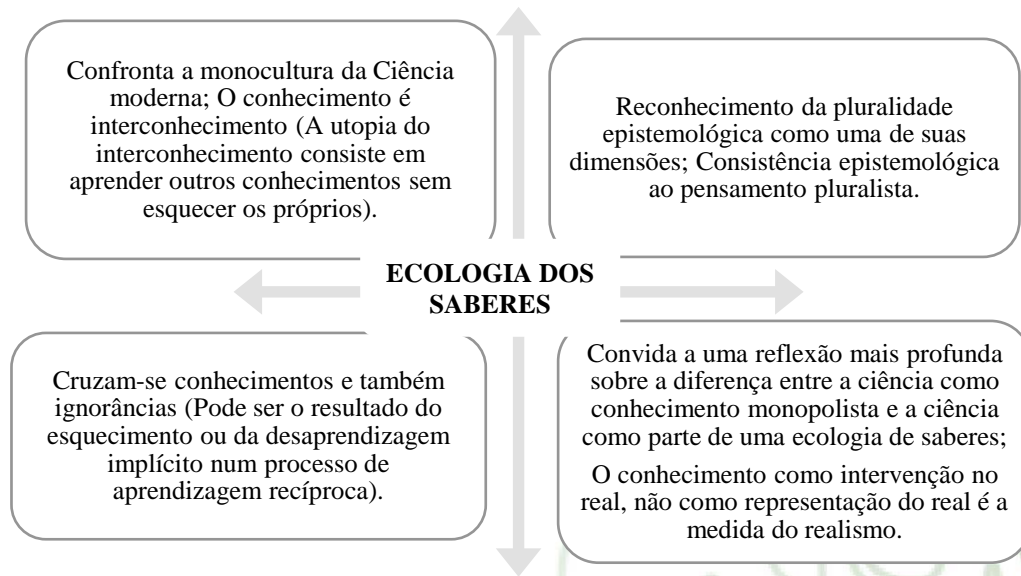 Confronta a monocultura da Ciência
moderna; O conhecimento é
interconhecimento (A utopia do
interconhecimento consiste em
aprender outros conhecimentos sem
esquecer os próprios).
Reconhecimento da pluralidade
epistemológica como uma de suas
dimensões; Consistência epistemológica
ao pensamento pluralista.
ECOLOGIA DOS
SABERES
Cruzam-se conhecimentos e também
ignorâncias (Pode ser o resultado do
esquecimento ou da desaprendizagem
implícito num processo de
aprendizagem recíproca).
Convida a uma reflexão mais profunda
sobre a diferença entre a ciência como
conhecimento monopolista e a ciência
como parte de uma ecologia de saberes;
O conhecimento como intervenção no
real, não como representação do real é a
medida do realismo.